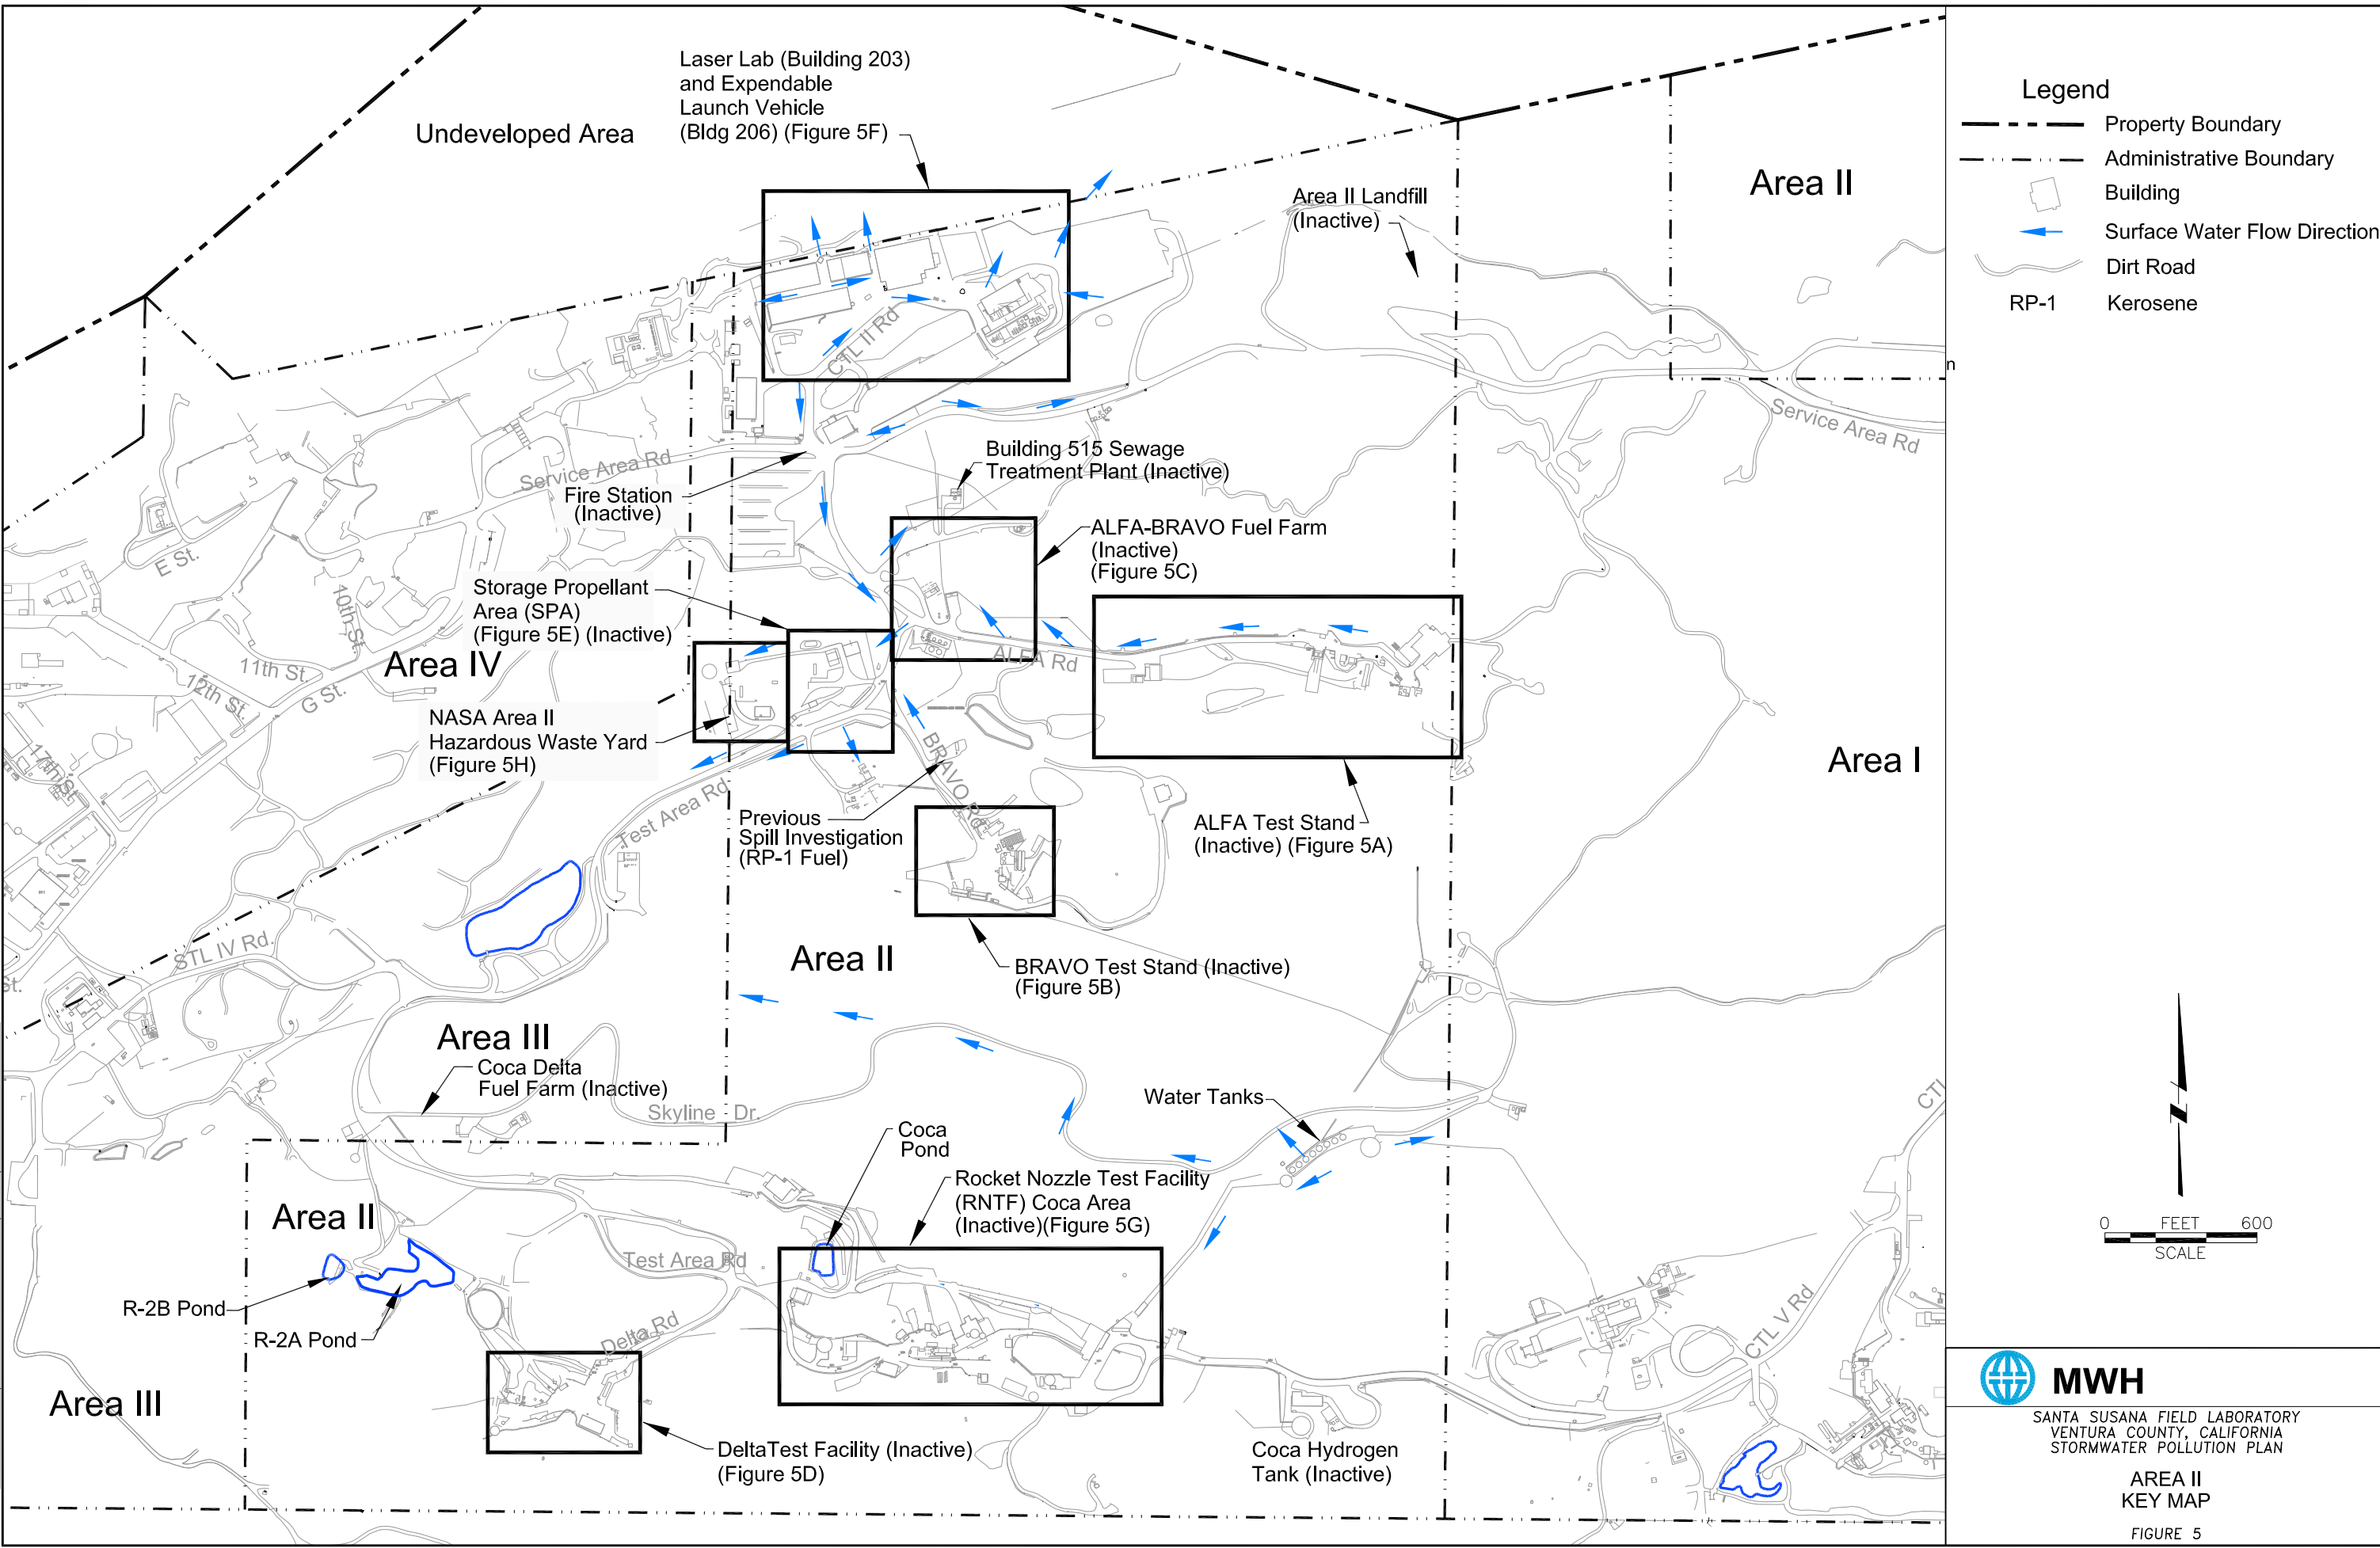 Laser Lab (Building 203)
and Expendable
Launch Vehicle
(Bldg 206) (Figure 5F)
Undeveloped Area
Area II Landfill
(Inactive)
Area II
CTL II Rd
Service Area Rd
Service Area Rd
Fire Station
(Inactive)
Building 515 Sewage
Treatment Plant (Inactive)
ALFA-BRAVO Fuel Farm
(Inactive)
(Figure 5C)
E St.
10th St.
11th St.
12th St.
G St.
17th St.
Storage Propellant
Area (SPA)
(Figure 5E) (Inactive)
Area IV
NASA Area II
Hazardous Waste Yard
(Figure 5H)
ALFA Rd
BRAVO Rd
Test Area Rd
Previous
Spill Investigation
(RP-1 Fuel)
ALFA Test Stand
(Inactive) (Figure 5A)
Area I
STL IV Rd.
St.
Area II
BRAVO Test Stand (Inactive)
(Figure 5B)
Area III
Coca Delta
Fuel Farm (Inactive)
Skyline Dr.
Water Tanks
CTL
Coca
Pond
Rocket Nozzle Test Facility
(RNTF) Coca Area
(Inactive)(Figure 5G)
Area II
Test Area Rd
R-2B Pond
R-2A Pond
Delta Rd
CTL V Rd
Area III
DeltaTest Facility (Inactive)
(Figure 5D)
Coca Hydrogen
Tank (Inactive)
n
Legend
Property Boundary
Administrative Boundary
Building
Surface Water Flow Direction
Dirt Road
RP-1 Kerosene
N
0 FEET 600
SCALE
MWH
SANTA SUSANA FIELD LABORATORY
VENTURA COUNTY, CALIFORNIA
STORMWATER POLLUTION PLAN
AREA II
KEY MAP
FIGURE 5